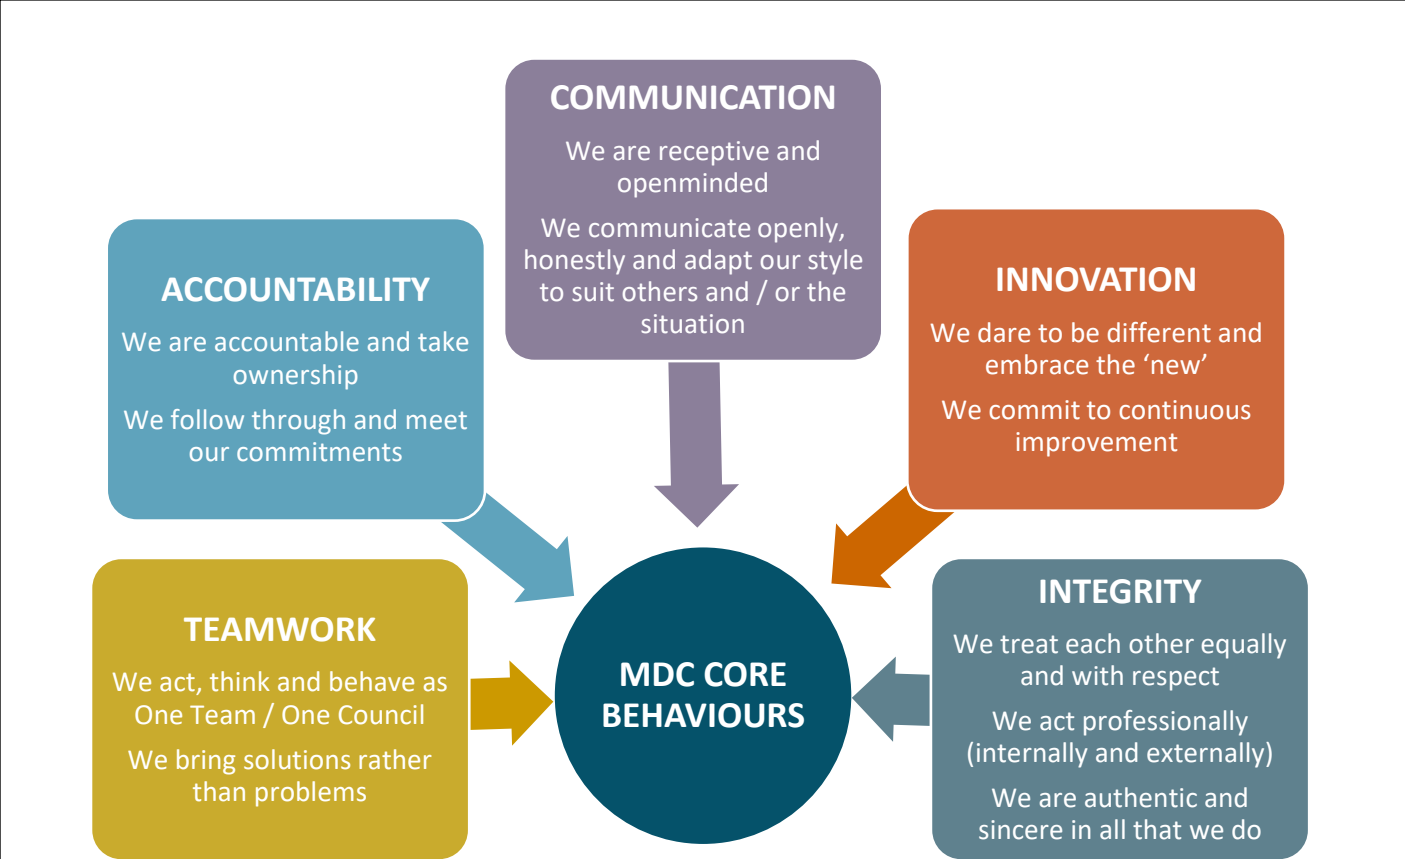 COMMUNICATION
We are receptive and
openminded
We communicate openly,
honestly and adapt our style
to suit others and / or the
situation
ACCOUNTABILITY
We are accountable and take
ownership
We follow through and meet
our commitments
INNOVATION
We dare to be different and
embrace the ‘new’
We commit to continuous
improvement
TEAMWORK
We act, think and behave as
One Team / One Council
We bring solutions rather
than problems
MDC CORE
BEHAVIOURS
INTEGRITY
We treat each other equally
and with respect
We act professionally
(internally and externally)
We are authentic and
sincere in all that we do